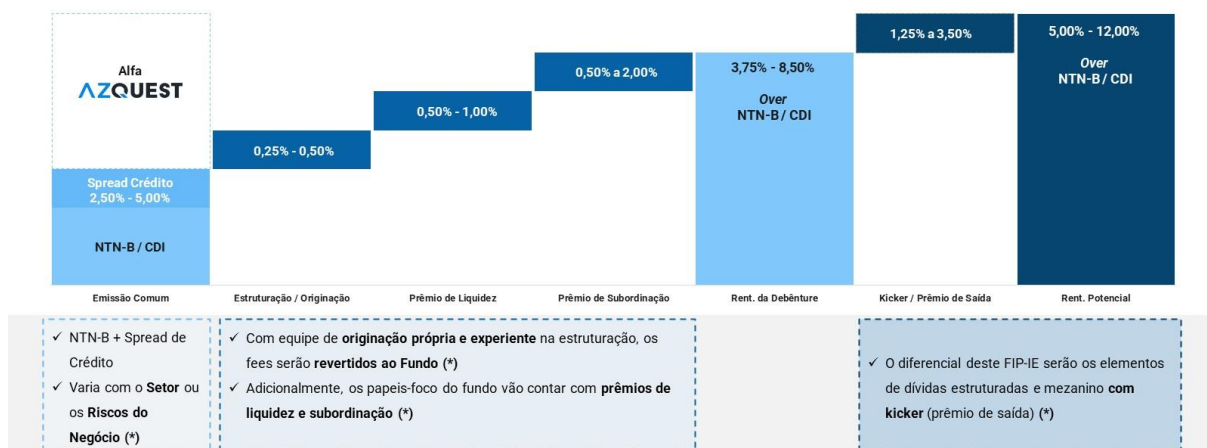 Alfa
AZQUEST
Spread Crédito
2,50% - 5,00%
NTN-B / CDI
0,25% - 0,50%
0,50% - 1,00%
0,50% a 2,00%
3,75% - 8,50%
Over
NTN-B / CDI
1,25% a 3,50%
5,00% - 12,00%
Over
NTN-B / CDI
Emissão Comum
Estruturação / Originação
Prêmio de Liquidez
Prêmio de Subordinação
Rent. da Debênture
Kicker / Prêmio de Saída
Rent. Potencial
✓ NTN-B + Spread de
Crédito
✓ Varia com o Setor ou
os Riscos do
Negócio (*)
✓ Com equipe de originação própria e experiente na estruturação, os
fees serão revertidos ao Fundo (*)
✓ Adicionalmente, os papeis-foco do fundo vão contar com prêmios de
liquidez e subordinação (*)
✓ O diferencial deste FIP-IE serão os elementos
de dívidas estruturadas e mezanino com
kicker (prêmio de saída) (*)